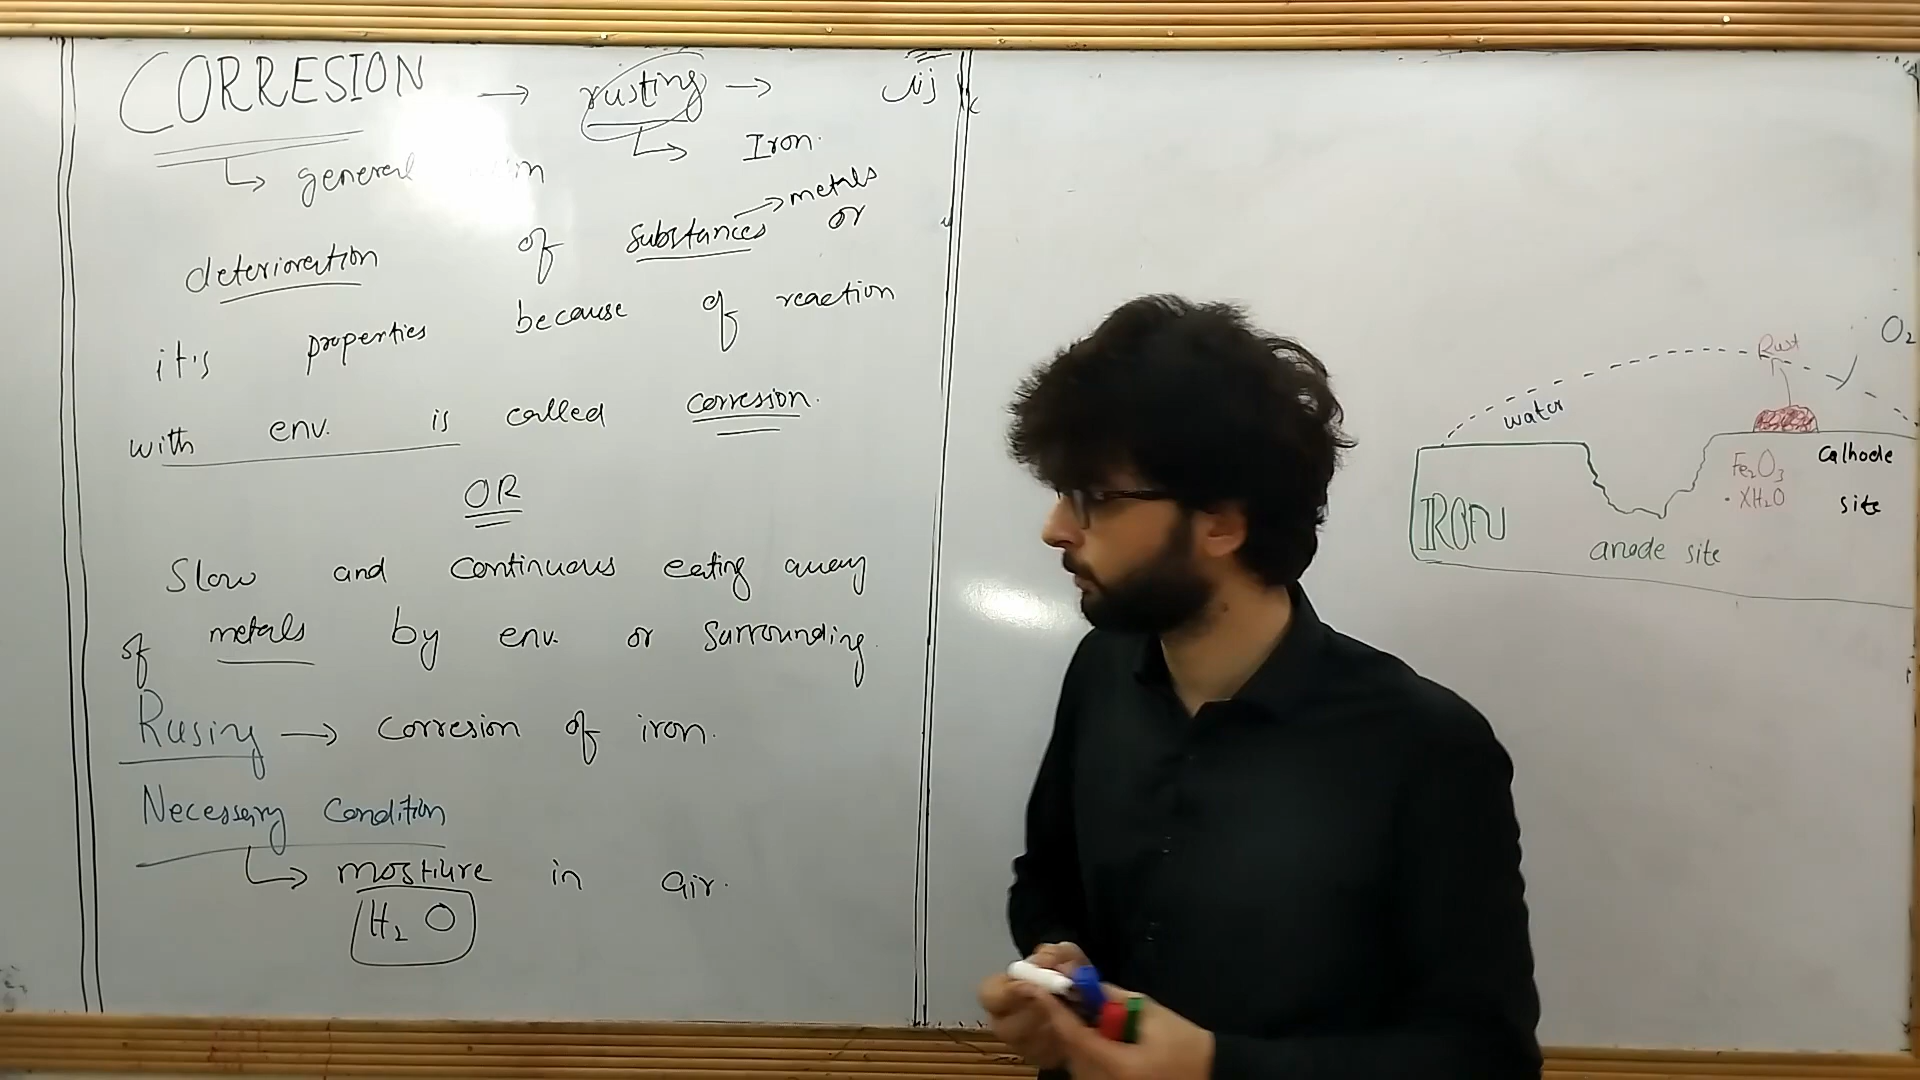 CORRESION → rusting →
↳ Iron.
↳ general
deterioration of substances → metals or
it's properties because of reaction
with env. is called corresion.
OR
Slow and continuous eating away
of metals by env. or surrounding.
Rusing → corresion of iron.
Necessary Condition
↳ mostiure in air.
H₂O
O₂
Rust
water
Fe₂O₃
· XH₂O
Cathode
site
IRON
anode site